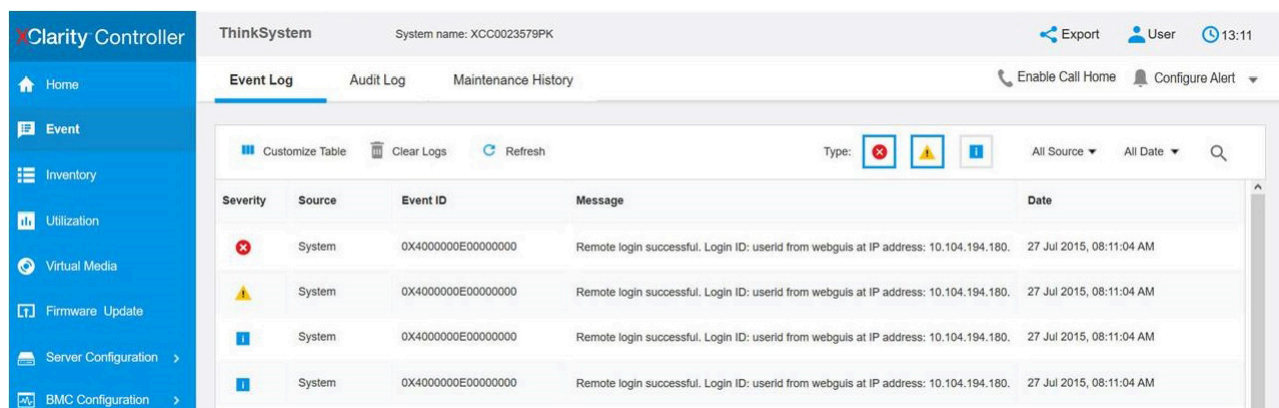 XClarity Controller
ThinkSystem System name: XCC0023579PK Export User 13:11
Home
Event Log Audit Log Maintenance History Enable Call Home Configure Alert
Event
Customize Table Clear Logs Refresh Type: All Source All Date
Inventory
Severity Source Event ID Message Date
Utilization
System 0X4000000E00000000 Remote login successful. Login ID: userid from webguis at IP address: 10.104.194.180. 27 Jul 2015, 08:11:04 AM
Virtual Media
System 0X4000000E00000000 Remote login successful. Login ID: userid from webguis at IP address: 10.104.194.180. 27 Jul 2015, 08:11:04 AM
Firmware Update
System 0X4000000E00000000 Remote login successful. Login ID: userid from webguis at IP address: 10.104.194.180. 27 Jul 2015, 08:11:04 AM
Server Configuration
System 0X4000000E00000000 Remote login successful. Login ID: userid from webguis at IP address: 10.104.194.180. 27 Jul 2015, 08:11:04 AM
BMC Configuration